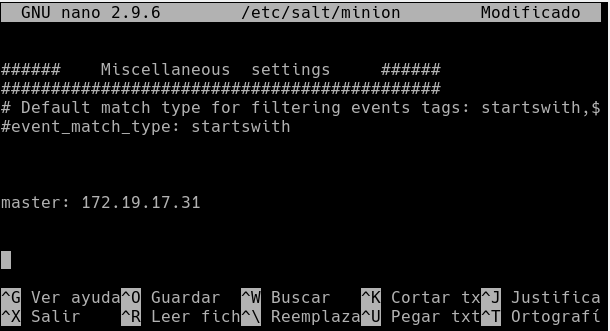 GNU nano 2.9.6 /etc/salt/minion Modificado
###### Miscellaneous settings ######
############################################
# Default match type for filtering events tags: startswith,$
#event_match_type: startswith
master: 172.19.17.31
^G Ver ayuda^O Guardar ^W Buscar ^K Cortar tx^J Justifica
^X Salir ^R Leer fich^\ Reemplaza^U Pegar txt^T Ortografí